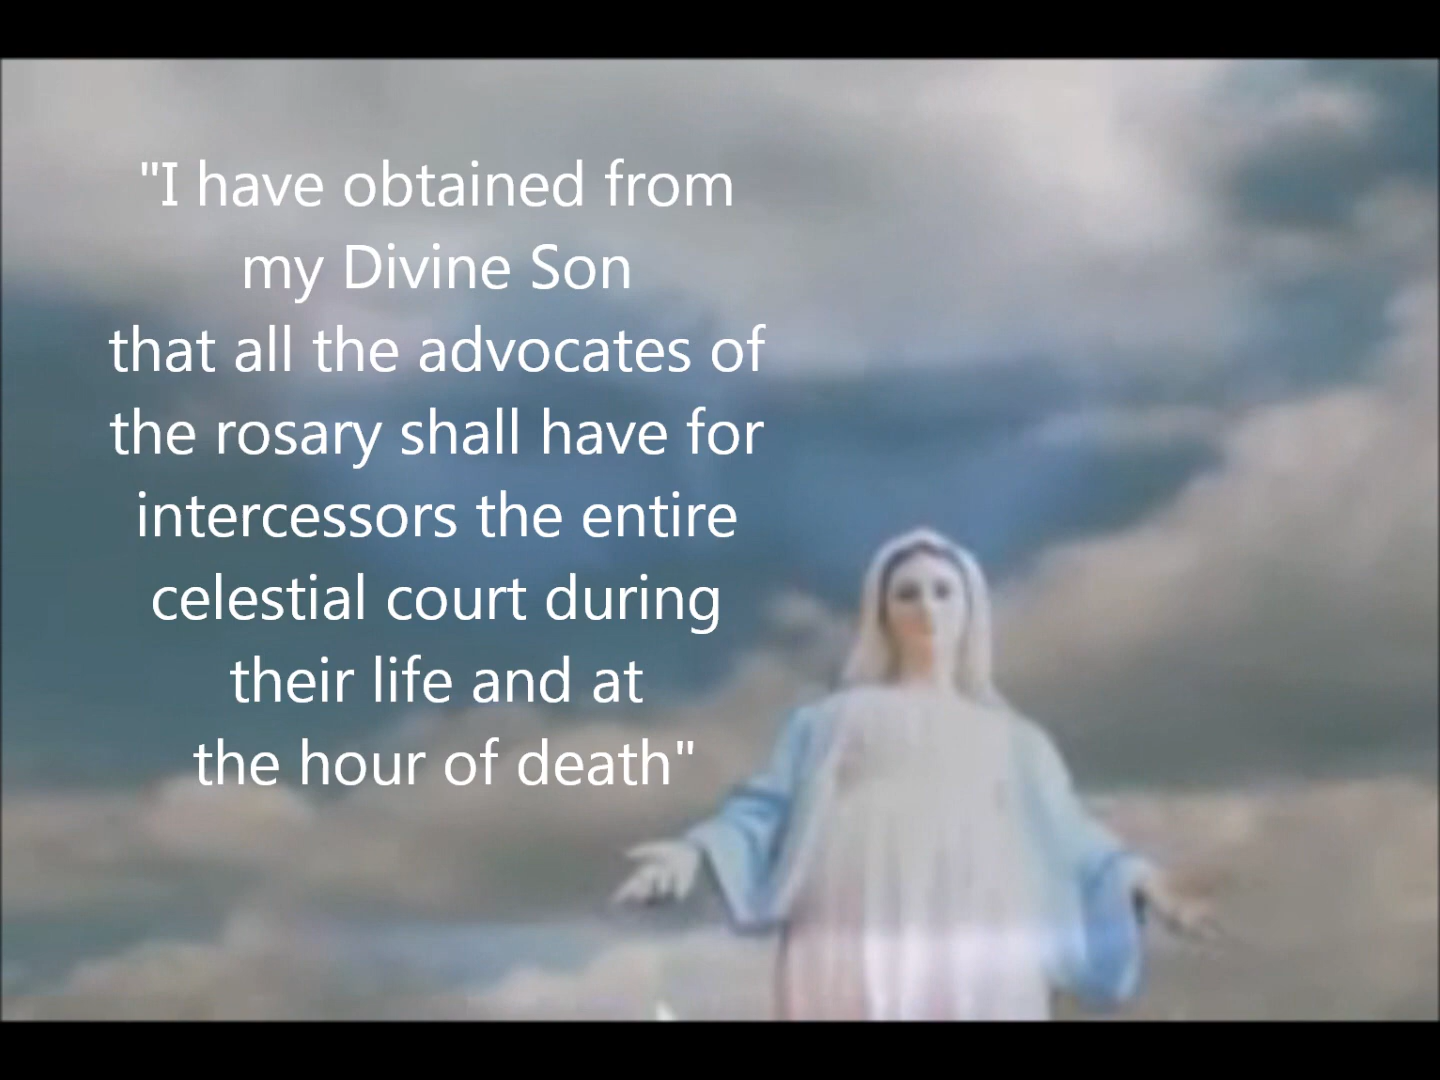 "I have obtained from
my Divine Son
that all the advocates of
the rosary shall have for
intercessors the entire
celestial court during
their life and at
the hour of death"